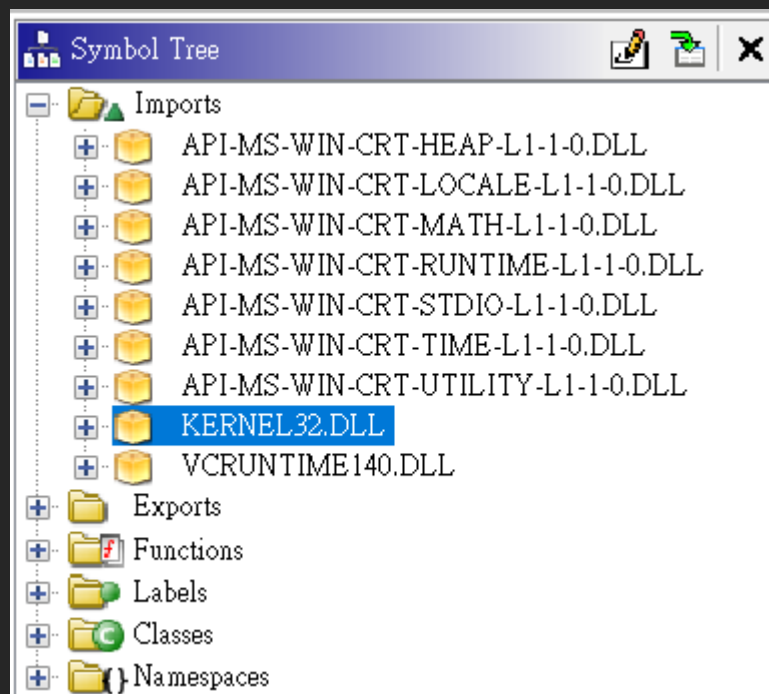 Symbol Tree
Imports
API-MS-WIN-CRT-HEAP-L1-1-0.DLL
API-MS-WIN-CRT-LOCALE-L1-1-0.DLL
API-MS-WIN-CRT-MATH-L1-1-0.DLL
API-MS-WIN-CRT-RUNTIME-L1-1-0.DLL
API-MS-WIN-CRT-STDIO-L1-1-0.DLL
API-MS-WIN-CRT-TIME-L1-1-0.DLL
API-MS-WIN-CRT-UTILITY-L1-1-0.DLL
KERNEL32.DLL
VCRUNTIME140.DLL
Exports
f Functions
Labels
C Classes
{} Namespaces